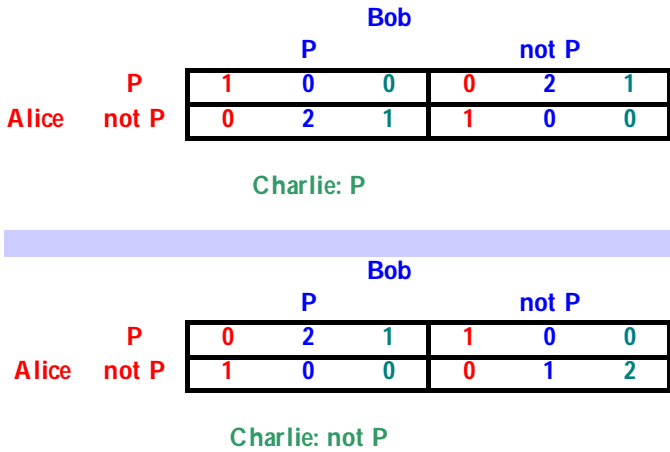 Bob
P not P
P 1 0 0 0 2 1
Alice not P 0 2 1 1 0 0
Charlie: P
Bob
P not P
P 0 2 1 1 0 0
Alice not P 1 0 0 0 1 2
Charlie: not P